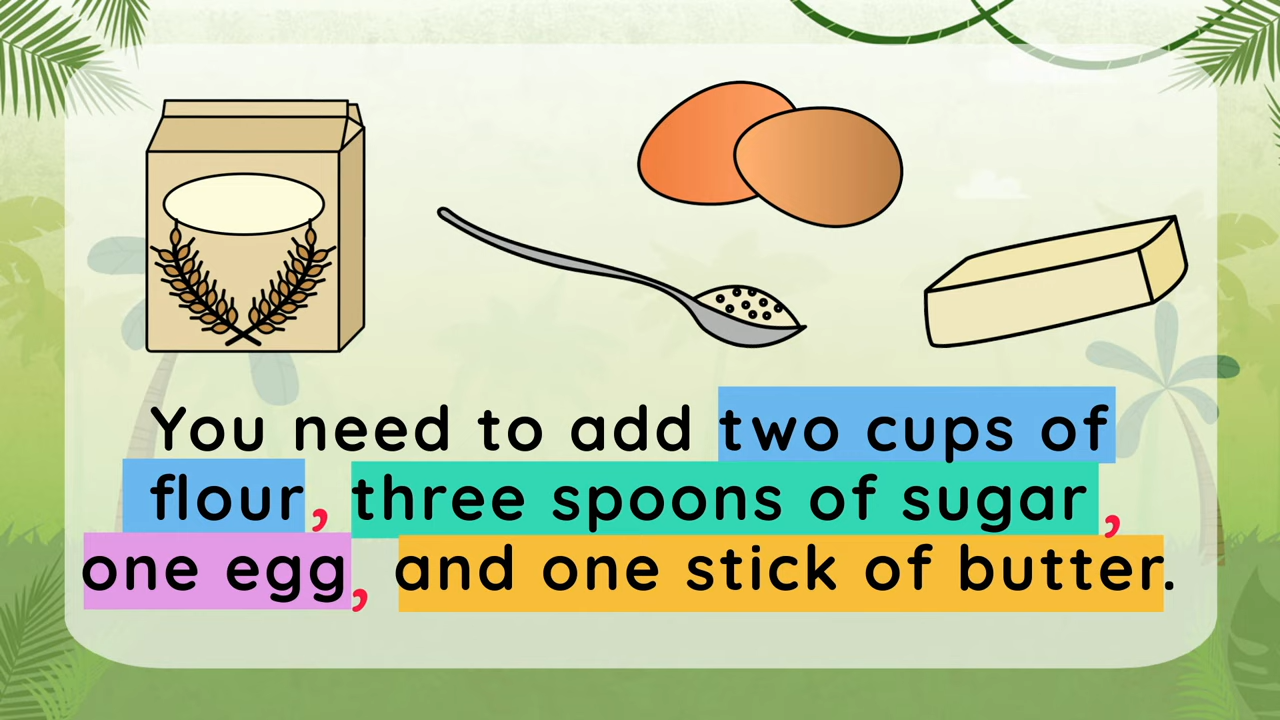 You need to add two cups of
flour, three spoons of sugar,
one egg, and one stick of butter.